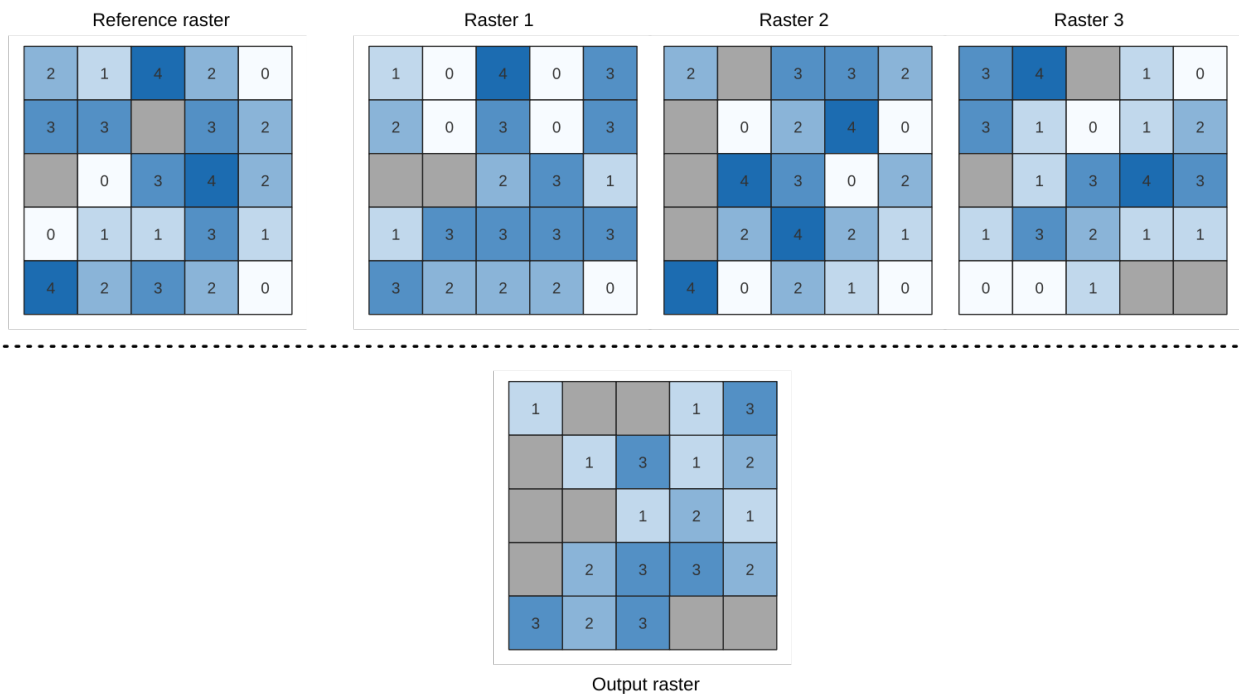 Reference raster Raster 1 Raster 2 Raster 3
2 1 4 2 0 1 0 4 0 3 2 3 3 2 3 4 1 0
3 3 3 2 2 0 3 0 3 0 2 4 0 3 1 0 1 2
0 3 4 2 2 3 1 4 3 0 2 1 3 4 3
0 1 1 3 1 1 3 3 3 3 2 4 2 1 1 3 2 1 1
4 2 3 2 0 3 2 2 2 0 4 0 2 1 0 0 0 1
1 1 3
1 3 1 2
1 2 1
2 3 3 2
3 2 3
Output raster